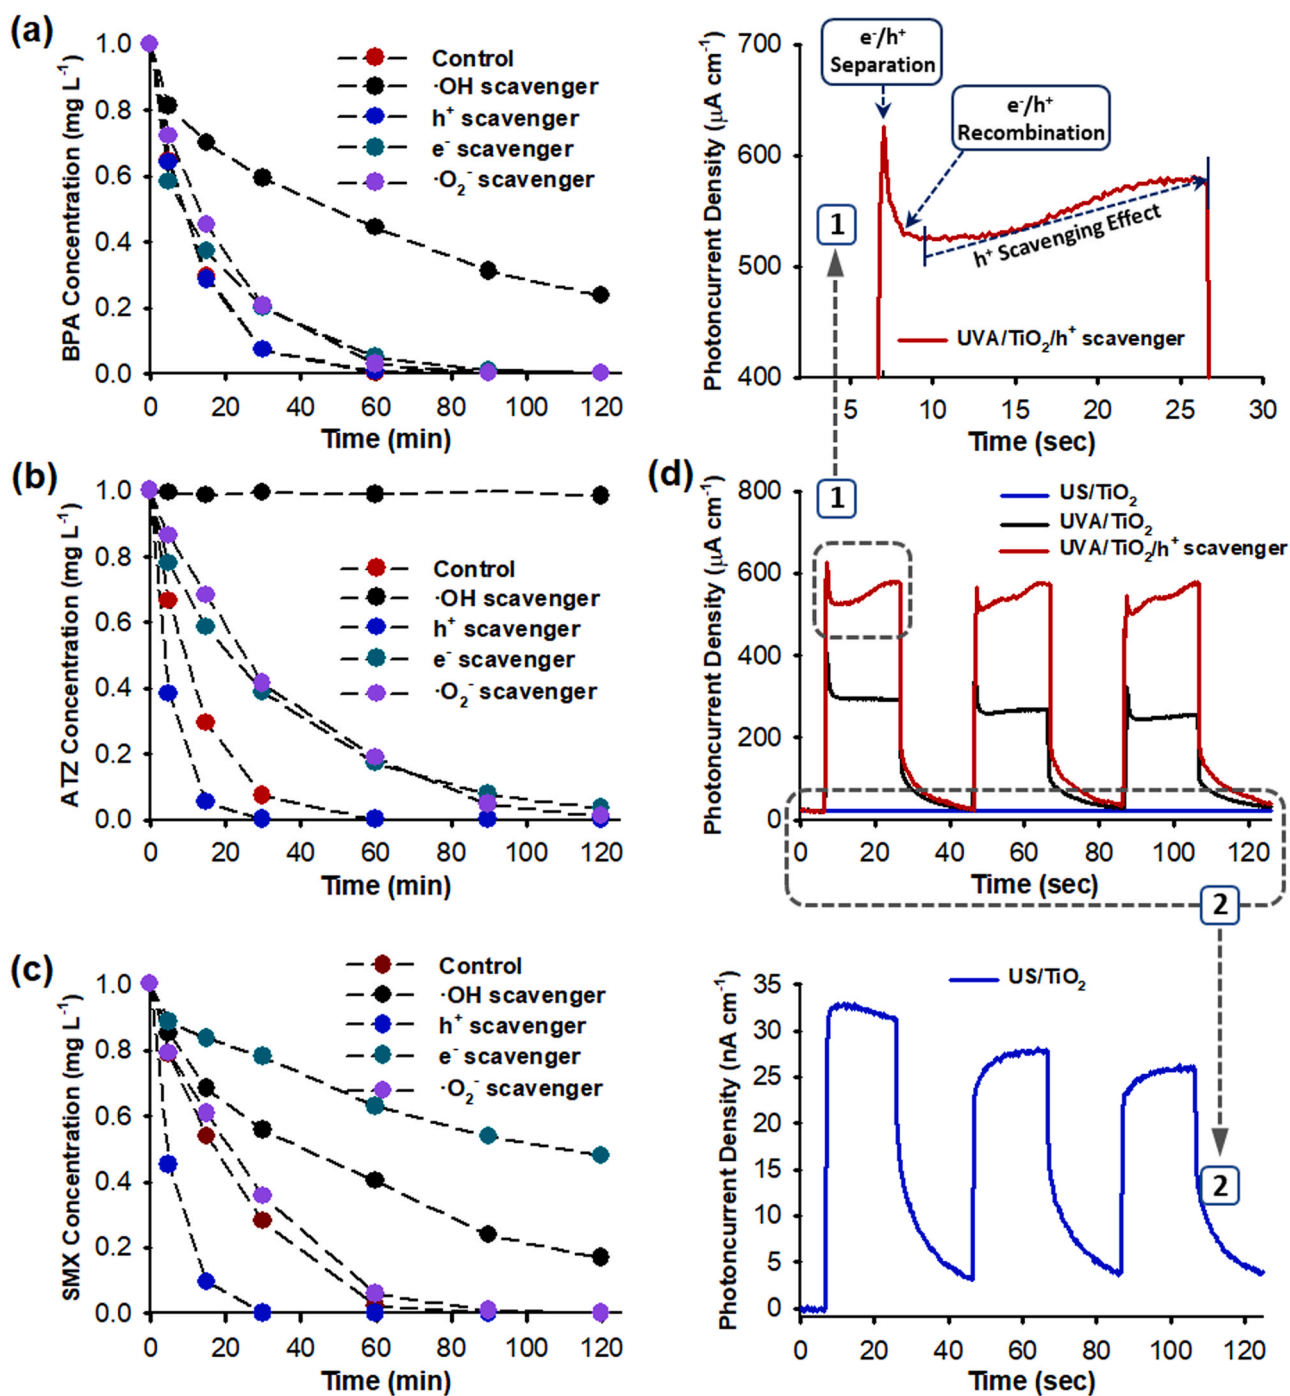 (a)
1.0
0.8
0.6
0.4
0.2
0.0
BPA Concentration (mg L⁻¹)
Control
·OH scavenger
h⁺ scavenger
e⁻ scavenger
·O₂⁻ scavenger
0 20 40 60 80 100 120
Time (min)
700
600
500
400
Photoncurrent Density (μA cm⁻¹)
e⁻/h⁺
Separation
e⁻/h⁺
Recombination
1
h⁺ Scavenging Effect
UVA/TiO₂/h⁺ scavenger
5 10 15 20 25 30
Time (sec)
(b)
1.0
0.8
0.6
0.4
0.2
0.0
ATZ Concentration (mg L⁻¹)
Control
·OH scavenger
h⁺ scavenger
e⁻ scavenger
·O₂⁻ scavenger
0 20 40 60 80 100 120
Time (min)
(d)
1
800
600
400
200
0
Photoncurrent Density (μA cm⁻¹)
US/TiO₂
UVA/TiO₂
UVA/TiO₂/h⁺ scavenger
0 20 40 60 80 100 120
Time (sec)
2
(c)
1.0
0.8
0.6
0.4
0.2
0.0
SMX Concentration (mg L⁻¹)
Control
·OH scavenger
h⁺ scavenger
e⁻ scavenger
·O₂⁻ scavenger
0 20 40 60 80 100 120
Time (min)
35
30
25
20
15
10
5
0
Photoncurrent Density (nA cm⁻¹)
US/TiO₂
2
0 20 40 60 80 100 120
Time (sec)